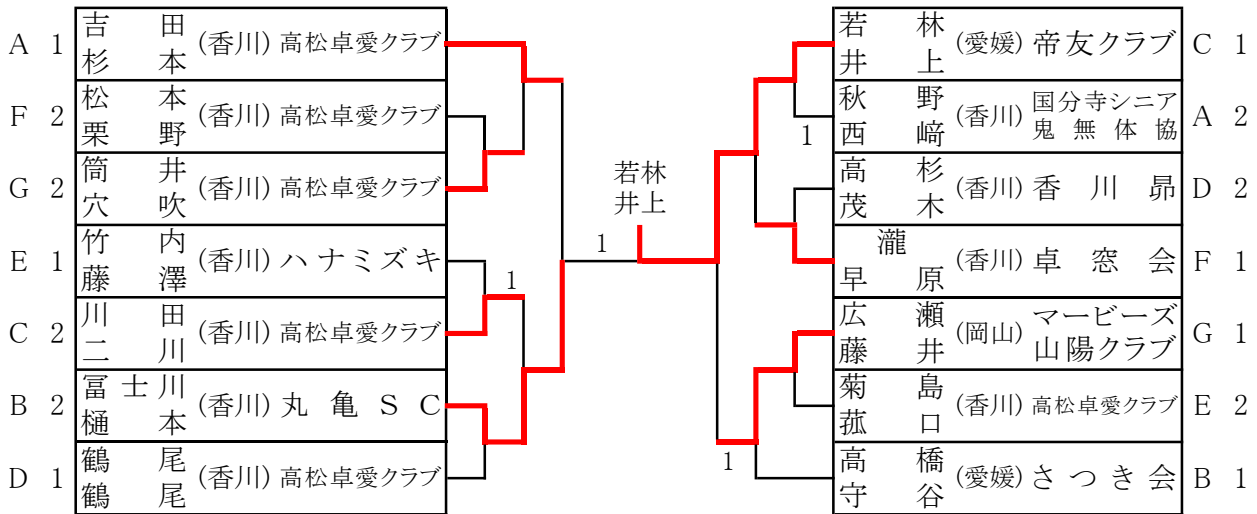 A 1 吉田 杉本 (香川) 高松卓愛クラブ
F 2 松本 栗野 (香川) 高松卓愛クラブ
G 2 筒井 穴吹 (香川) 高松卓愛クラブ
E 1 竹内 藤澤 (香川) ハナミズキ
C 2 川田 二川 (香川) 高松卓愛クラブ
B 2 冨士川 樋本 (香川) 丸亀SC
D 1 鶴尾 鶴尾 (香川) 高松卓愛クラブ
1
1
若林
井上
1
1
若林 井上 (愛媛) 帝友クラブ C 1
秋野 西﨑 (香川) 国分寺シニア 鬼無体協 A 2
高杉 茂木 (香川) 香川昴 D 2
瀧 早原 (香川) 卓窓会 F 1
広瀬 藤井 (岡山) マービーズ 山陽クラブ G 1
菊島 菰口 (香川) 高松卓愛クラブ E 2
高橋 守谷 (愛媛) さつき会 B 1